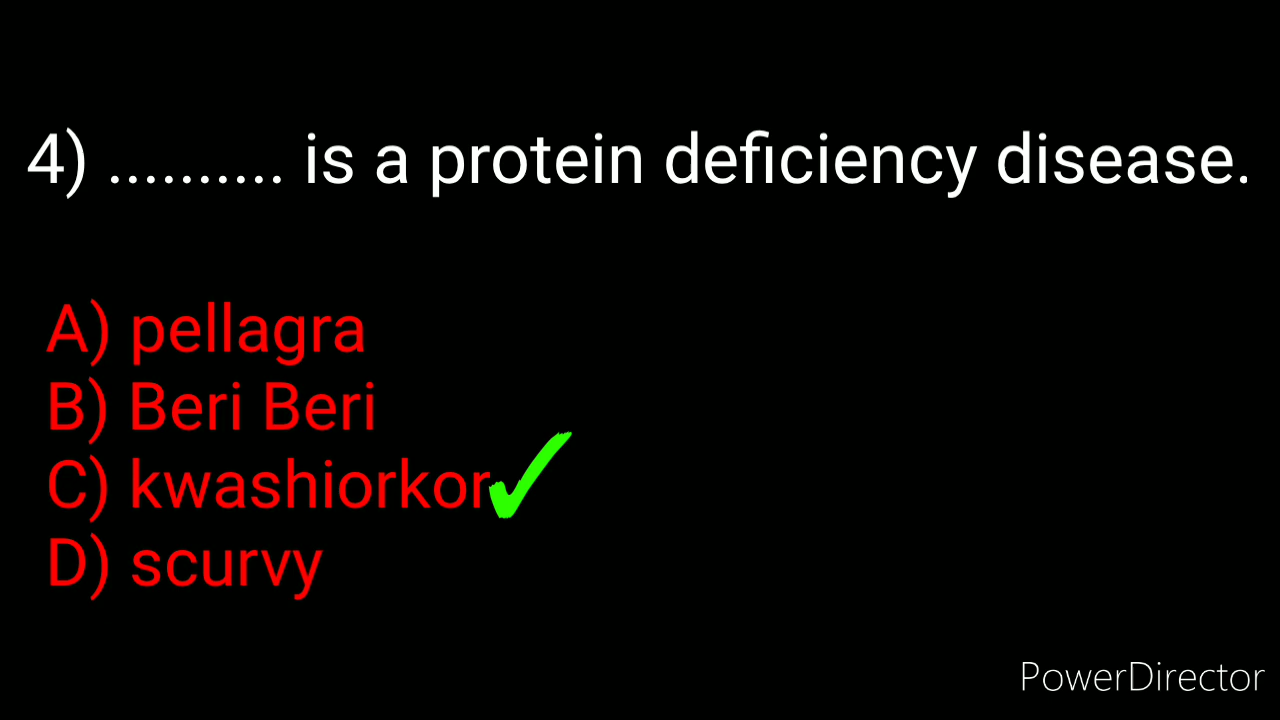 4) .......... is a protein deficiency disease.
A) pellagra
B) Beri Beri
C) kwashiorkor
D) scurvy
PowerDirector